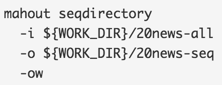 mahout seqdirectory
-i ${WORK_DIR}/20news-all
-o ${WORK_DIR}/20news-seq
-ow